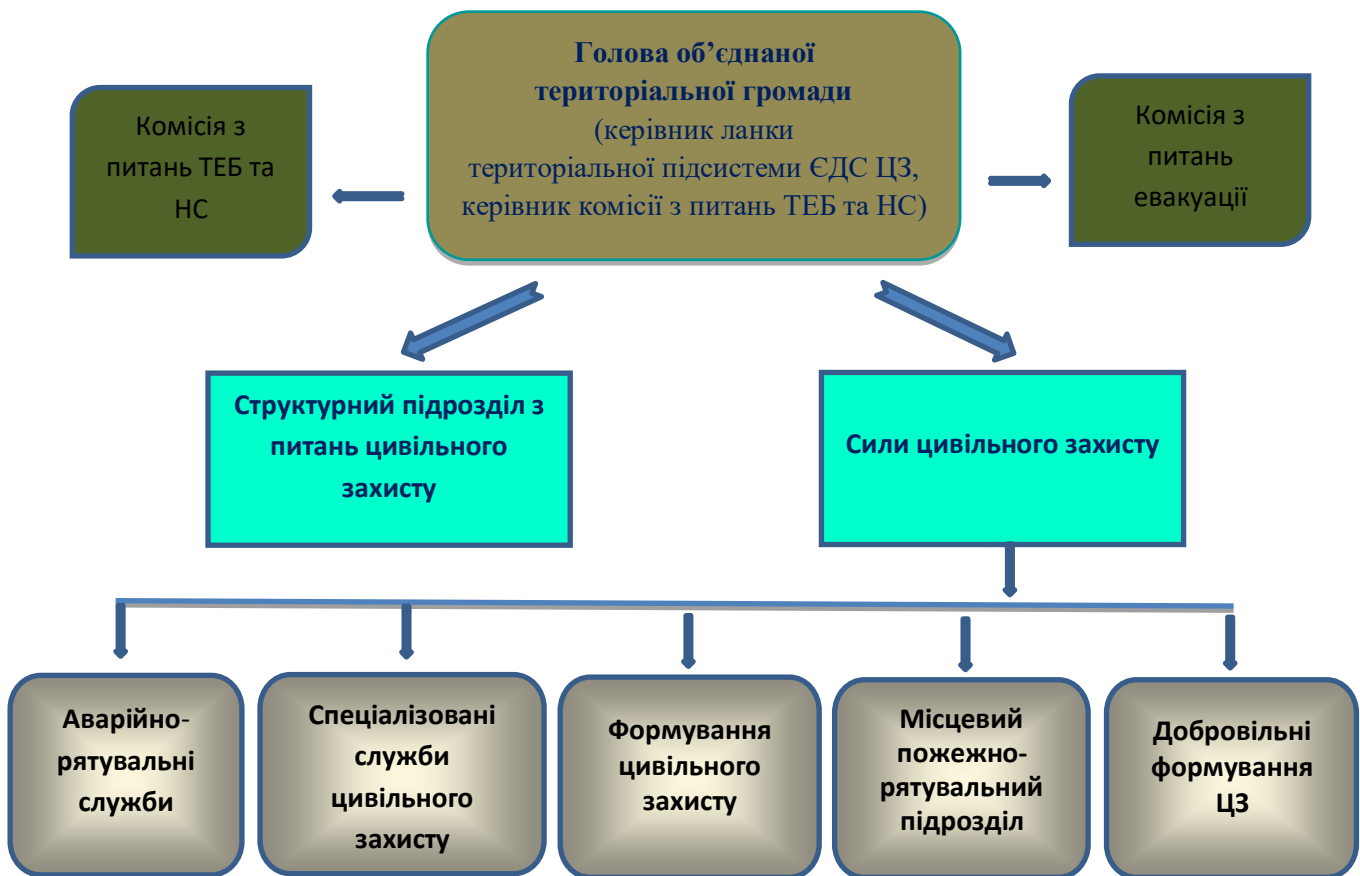 Голова об’єднаної
територіальної громади
(керівник ланки
територіальної підсистеми ЄДС ЦЗ,
керівник комісії з питань ТЕБ та НС)
Комісія з
питань ТЕБ та
НС
Комісія з
питань
евакуації
Структурний підрозділ з
питань цивільного
захисту
Сили цивільного захисту
Аварійно-
рятувальні
служби
Спеціалізовані
служби
цивільного
захисту
Формування
цивільного
захисту
Місцевий
пожежно-
рятувальний
підрозділ
Добровільні
формування
ЦЗ